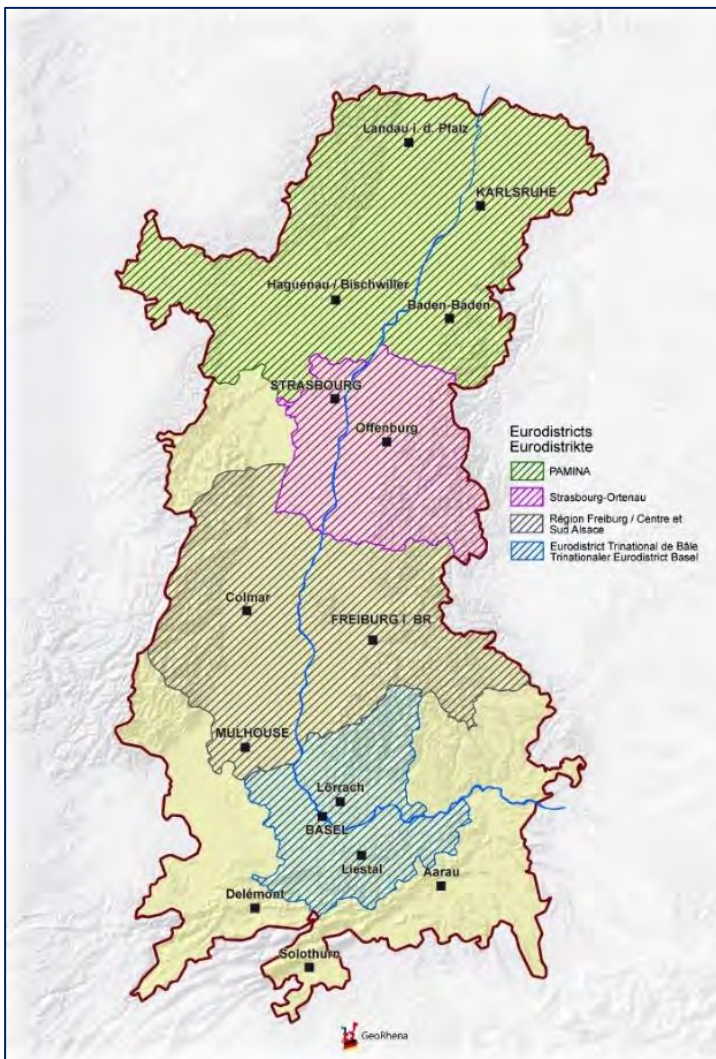 Landau i. d. Pfalz
KARLSRUHE
Haguenau / Bischwiller
Baden-Baden
STRASBOURG
Offenburg
Eurodistricts
Eurodistrikte
PAMINA
Strasbourg-Ortenau
Région Freiburg / Centre et
Sud Alsace
Eurodistrict Trinational de Bâle
Trinationaler Eurodistrict Basel
Colmar
FREIBURG I. BR
MULHOUSE
Lörrach
BASEL
Liestal
Aarau
Delémont
Solothurn
GeoRhena